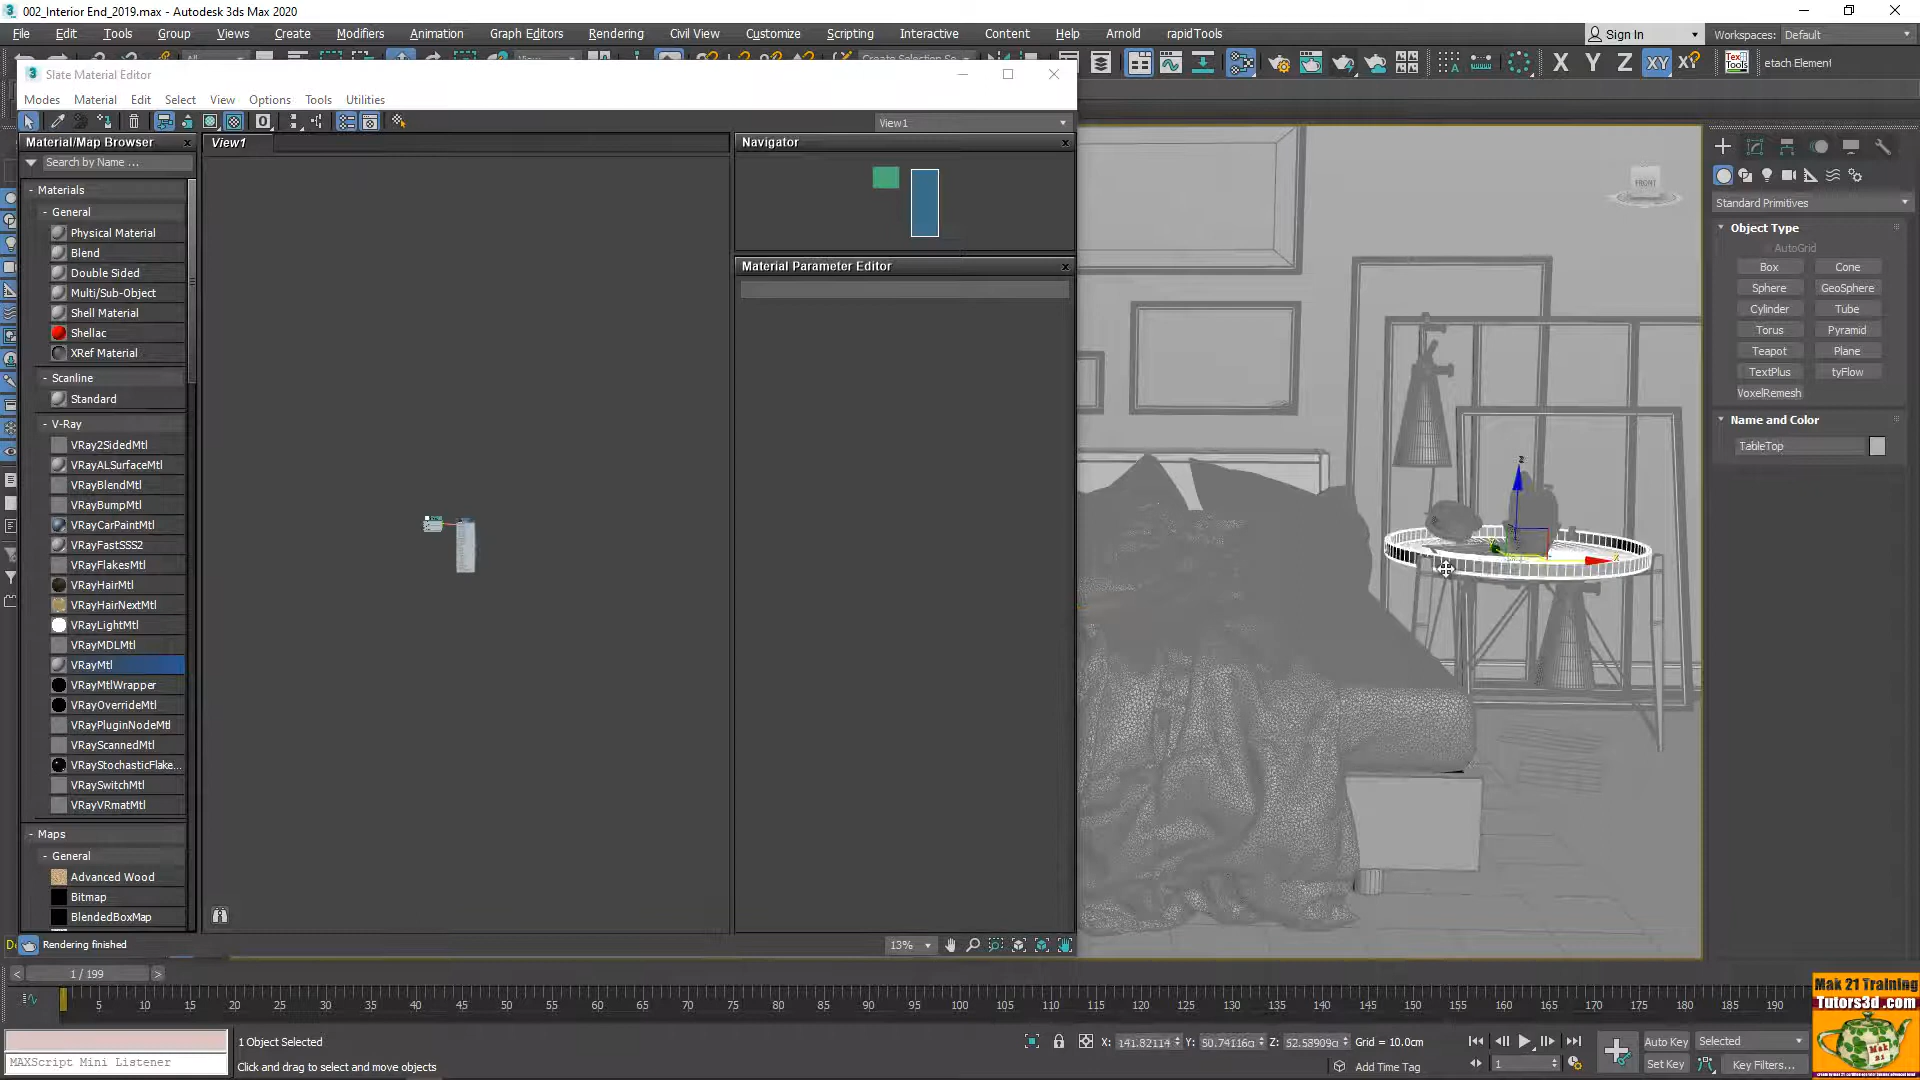 002_Interior End_2019.max - Autodesk 3ds Max 2020
File Edit Tools Group Views Create Modifiers Animation Graph Editors Rendering Civil View Customize Scripting Interactive Content Help Arnold rapidTools
Sign In
Workspaces: Default
etach Element
Slate Material Editor
Modes Material Edit Select View Options Tools Utilities
View1
Material/Map Browser
View1
Navigator
Search by Name ...
- Materials
- General
Physical Material
Blend
Double Sided
Multi/Sub-Object
Shell Material
Shellac
XRef Material
- Scanline
Standard
- V-Ray
VRay2SidedMtl
VRayALSurfaceMtl
VRayBlendMtl
VRayBumpMtl
VRayCarPaintMtl
VRayFastSSS2
VRayFlakesMtl
VRayHairMtl
VRayHairNextMtl
VRayLightMtl
VRayMDLMtl
VRayMtl
VRayMtlWrapper
VRayOverrideMtl
VRayPluginNodeMtl
VRayScannedMtl
VRayStochasticFlake...
VRaySwitchMtl
VRayVRmatMtl
- Maps
- General
Advanced Wood
Bitmap
BlendedBoxMap
Material Parameter Editor
Rendering finished
13%
FRONT
Standard Primitives
Object Type
AutoGrid
Box Cone
Sphere GeoSphere
Cylinder Tube
Torus Pyramid
Teapot Plane
TextPlus tyFlow
VoxelRemesh
Name and Color
TableTop
1 / 199
5 10 15 20 25 30 35 40 45 50 55 60 65 70 75 80 85 90 95 100 105 110 115 120 125 130 135 140 145 150 155 160 165 170 175 180 185 190
1 Object Selected
MAXScript Mini Listener
Click and drag to select and move objects
X: 141.82114 Y: 50.74116 Z: 52.58909 Grid = 10.0cm
Add Time Tag
1
Auto Key Selected
Set Key Key Filters...
Mak 21 Training
Tutors3d .com
Mak
21